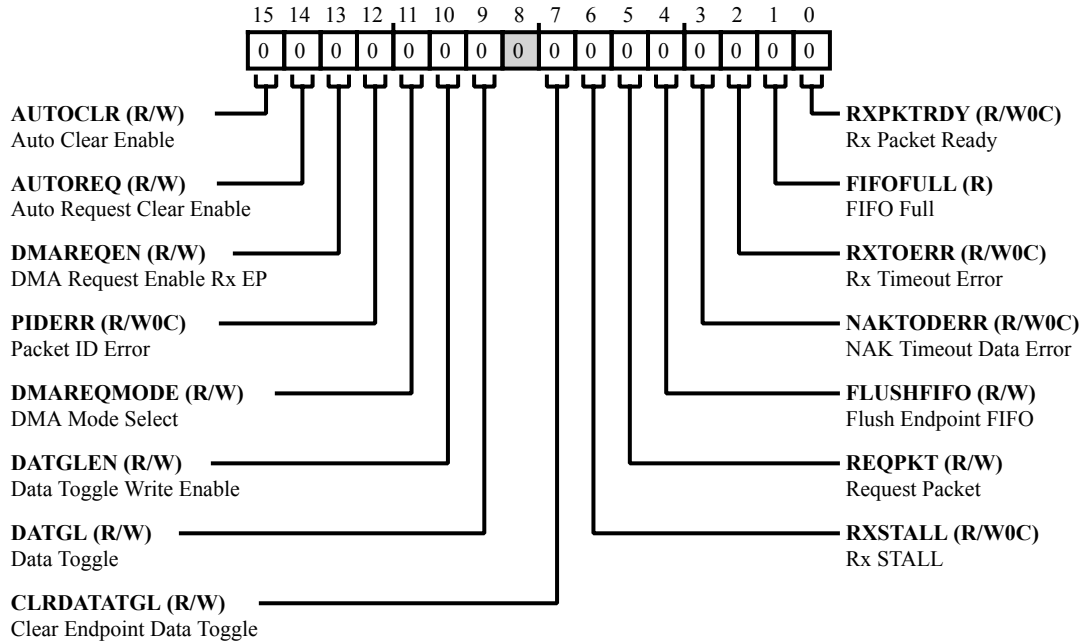 15 14 13 12 11 10 9 8 7 6 5 4 3 2 1 0
0 0 0 0 0 0 0 0 0 0 0 0 0 0 0 0
AUTOCLR (R/W)
Auto Clear Enable
AUTOREQ (R/W)
Auto Request Clear Enable
DMAREQEN (R/W)
DMA Request Enable Rx EP
PIDERR (R/W0C)
Packet ID Error
DMAREQMODE (R/W)
DMA Mode Select
DATGLEN (R/W)
Data Toggle Write Enable
DATGL (R/W)
Data Toggle
CLRDATATGL (R/W)
Clear Endpoint Data Toggle
RXPKTRDY (R/W0C)
Rx Packet Ready
FIFOFULL (R)
FIFO Full
RXTOERR (R/W0C)
Rx Timeout Error
NAKTODERR (R/W0C)
NAK Timeout Data Error
FLUSHFIFO (R/W)
Flush Endpoint FIFO
REQPKT (R/W)
Request Packet
RXSTALL (R/W0C)
Rx STALL